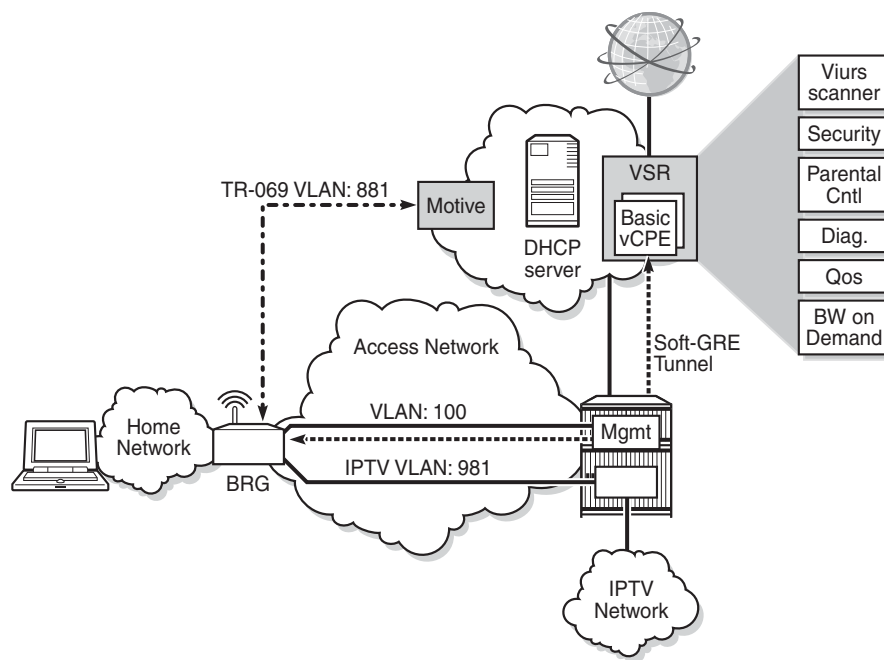 Viurs
scanner
Security
Parental
Cntl
Diag.
Qos
BW on
Demand
VSR
Basic
vCPE
TR-069 VLAN: 881
Motive
DHCP
server
Soft-GRE
Tunnel
Access Network
VLAN: 100
Mgmt
Home
Network
IPTV VLAN: 981
BRG
IPTV
Network